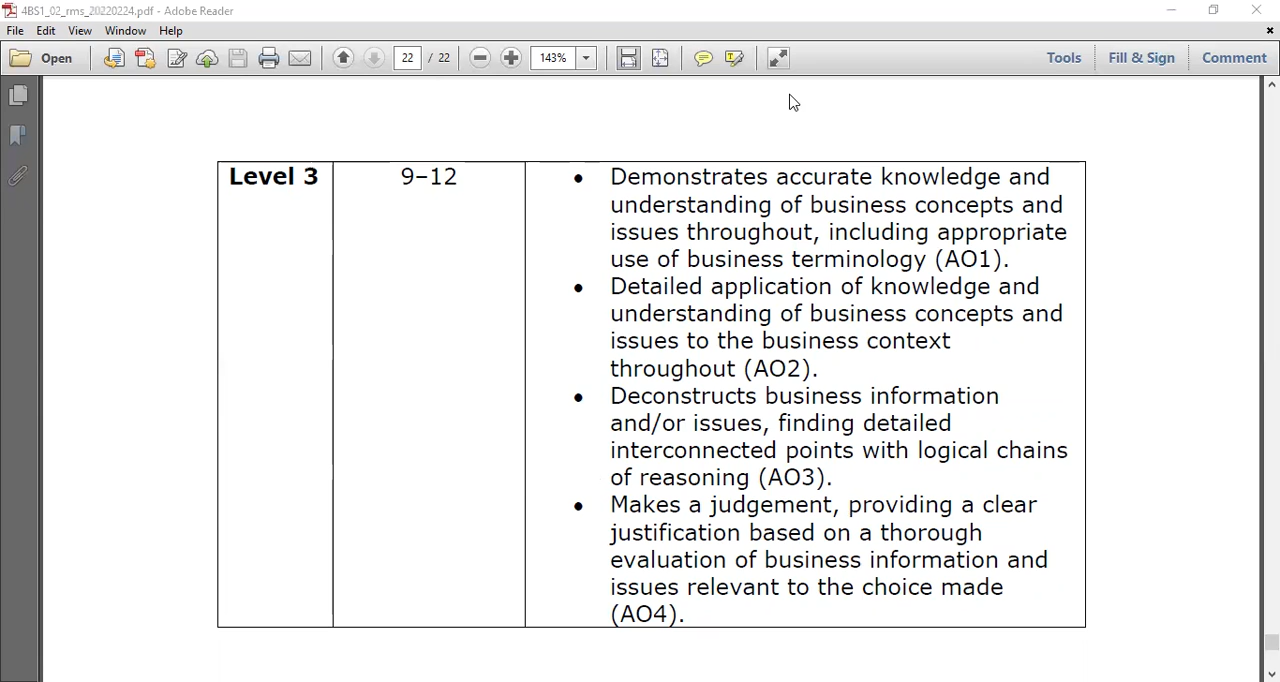 4BS1_02_rms_20220224.pdf - Adobe Reader
File Edit View Window Help
Open 22 / 22 143% Tools Fill & Sign Comment
Level 3 9–12
• Demonstrates accurate knowledge and
understanding of business concepts and
issues throughout, including appropriate
use of business terminology (AO1).
• Detailed application of knowledge and
understanding of business concepts and
issues to the business context
throughout (AO2).
• Deconstructs business information
and/or issues, finding detailed
interconnected points with logical chains
of reasoning (AO3).
• Makes a judgement, providing a clear
justification based on a thorough
evaluation of business information and
issues relevant to the choice made
(AO4).